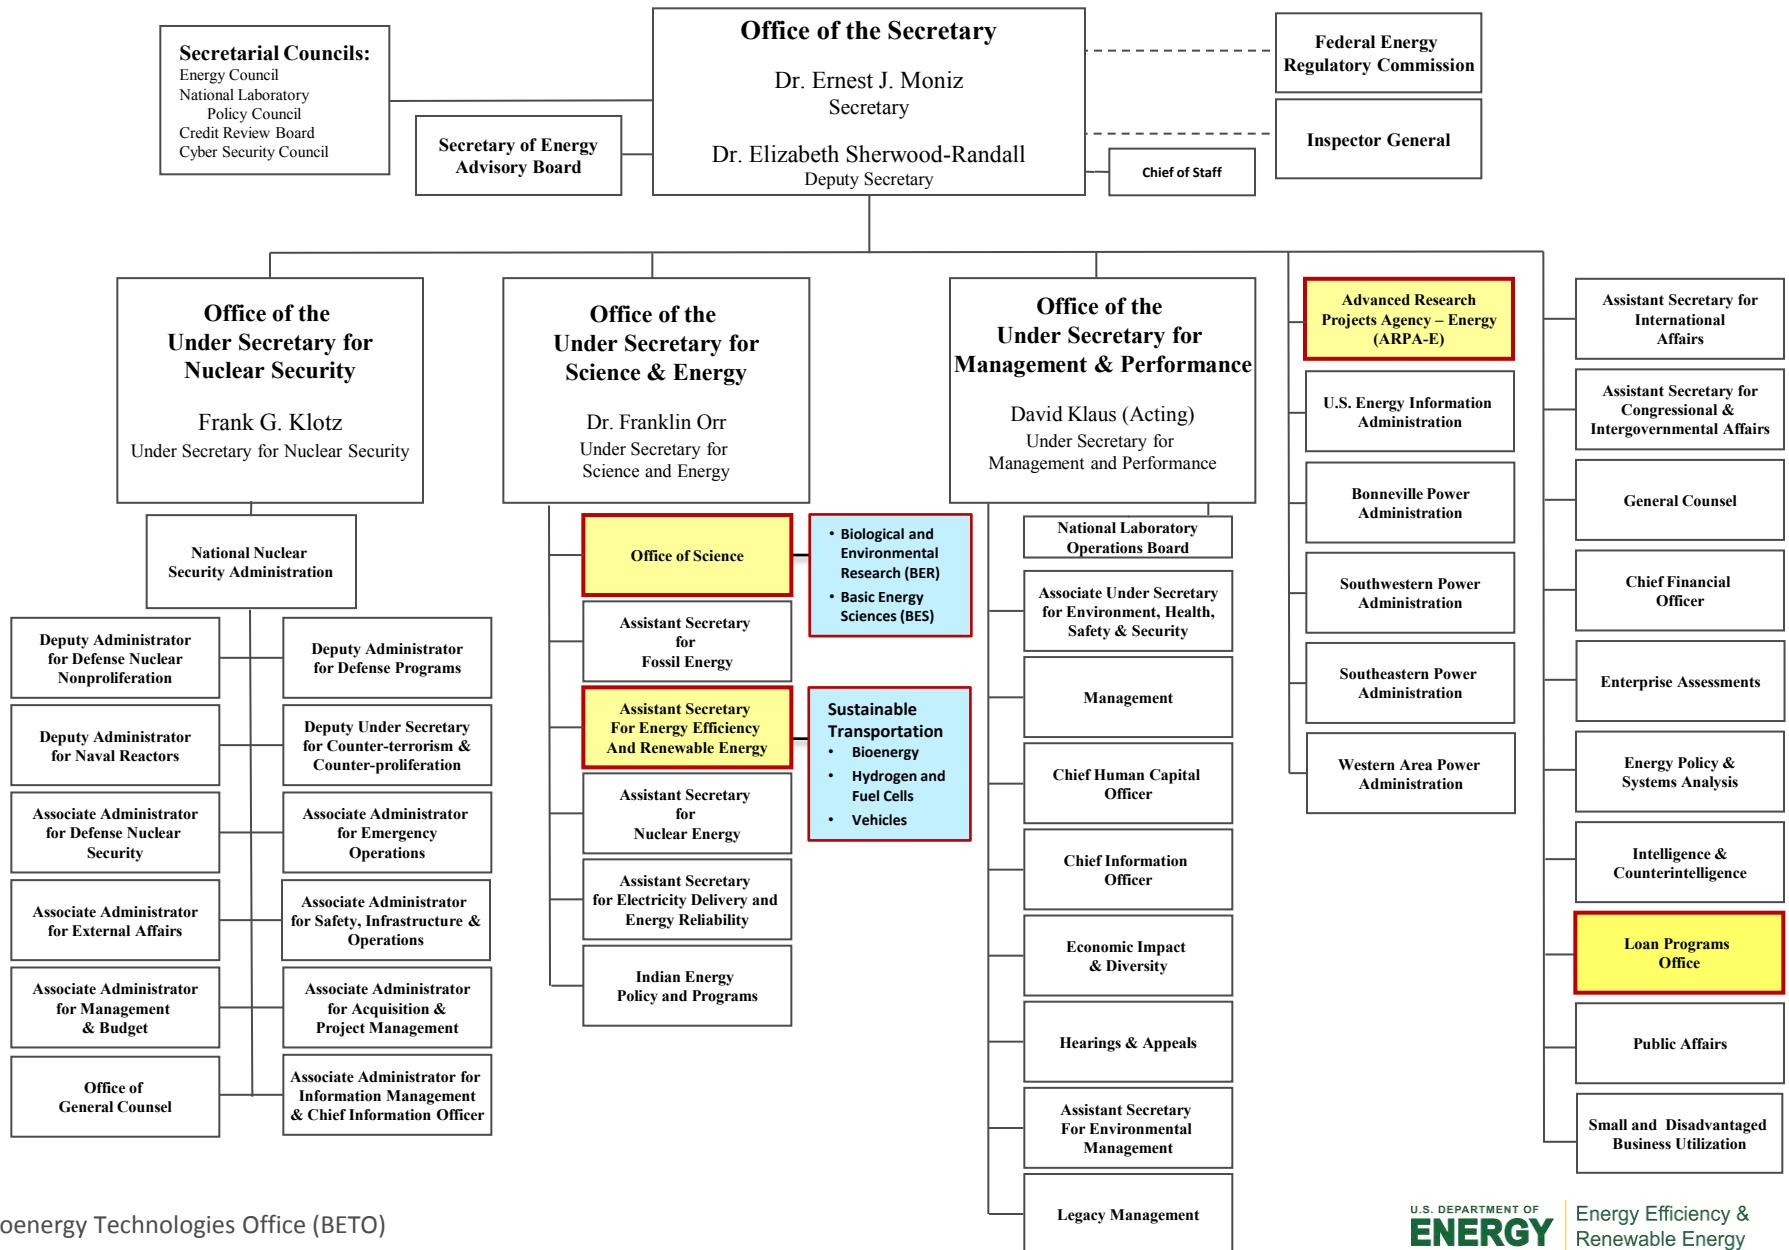 Office of the Secretary
Dr. Ernest J. Moniz
Secretary
Dr. Elizabeth Sherwood-Randall
Deputy Secretary
Secretarial Councils:
Energy Council
National Laboratory
Policy Council
Credit Review Board
Cyber Security Council
Secretary of Energy
Advisory Board
Federal Energy
Regulatory Commission
Inspector General
Chief of Staff
Office of the
Under Secretary for
Nuclear Security
Frank G. Klotz
Under Secretary for Nuclear Security
National Nuclear
Security Administration
Deputy Administrator
for Defense Nuclear
Nonproliferation
Deputy Administrator
for Defense Programs
Deputy Administrator
for Naval Reactors
Deputy Under Secretary
for Counter-terrorism &
Counter-proliferation
Associate Administrator
for Defense Nuclear
Security
Associate Administrator
for Emergency
Operations
Associate Administrator
for External Affairs
Associate Administrator
for Safety, Infrastructure &
Operations
Associate Administrator
for Management
& Budget
Associate Administrator
for Acquisition &
Project Management
Office of
General Counsel
Associate Administrator for
Information Management
& Chief Information Officer
Office of the
Under Secretary for
Science & Energy
Dr. Franklin Orr
Under Secretary for
Science and Energy
Office of Science
• Biological and
Environmental
Research (BER)
• Basic Energy
Sciences (BES)
Assistant Secretary
for
Fossil Energy
Assistant Secretary
For Energy Efficiency
And Renewable Energy
Sustainable
Transportation
• Bioenergy
• Hydrogen and
Fuel Cells
• Vehicles
Assistant Secretary
for
Nuclear Energy
Assistant Secretary
for Electricity Delivery and
Energy Reliability
Indian Energy
Policy and Programs
Office of the
Under Secretary for
Management & Performance
David Klaus (Acting)
Under Secretary for
Management and Performance
National Laboratory
Operations Board
Associate Under Secretary
for Environment, Health,
Safety & Security
Management
Chief Human Capital
Officer
Chief Information
Officer
Economic Impact
& Diversity
Hearings & Appeals
Assistant Secretary
For Environmental
Management
Legacy Management
Advanced Research
Projects Agency – Energy
(ARPA-E)
U.S. Energy Information
Administration
Bonneville Power
Administration
Southwestern Power
Administration
Southeastern Power
Administration
Western Area Power
Administration
Assistant Secretary for
International
Affairs
Assistant Secretary for
Congressional &
Intergovernmental Affairs
General Counsel
Chief Financial
Officer
Enterprise Assessments
Energy Policy &
Systems Analysis
Intelligence &
Counterintelligence
Loan Programs
Office
Public Affairs
Small and Disadvantaged
Business Utilization
oenergy Technologies Office (BETO)
U.S. DEPARTMENT OF
ENERGY
Energy Efficiency &
Renewable Energy